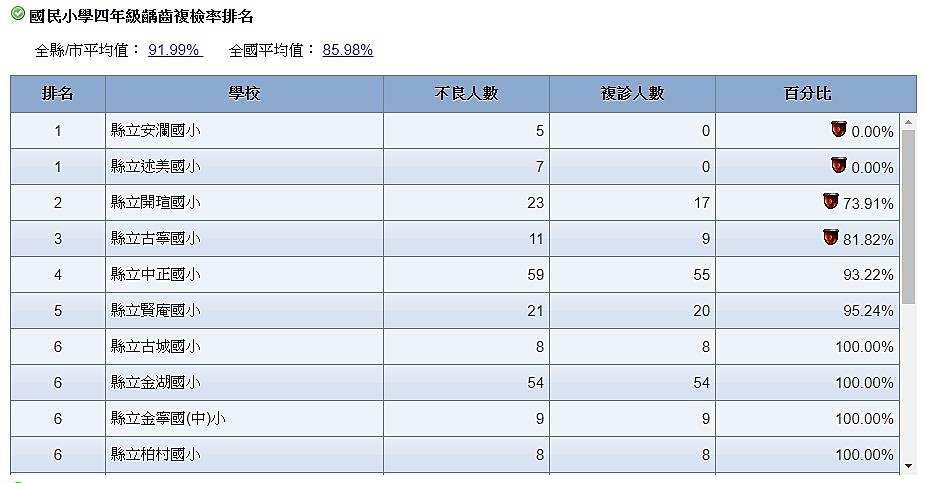 國民小學四年級齲齒複檢率排名
全縣/市平均值： 91.99% 全國平均值： 85.98%
排名 學校 不良人數 複診人數 百分比
1 縣立安瀾國小 5 0 0.00%
1 縣立述美國小 7 0 0.00%
2 縣立開瑄國小 23 17 73.91%
3 縣立古寧國小 11 9 81.82%
4 縣立中正國小 59 55 93.22%
5 縣立賢庵國小 21 20 95.24%
6 縣立古城國小 8 8 100.00%
6 縣立金湖國小 54 54 100.00%
6 縣立金寧國(中)小 9 9 100.00%
6 縣立柏村國小 8 8 100.00%